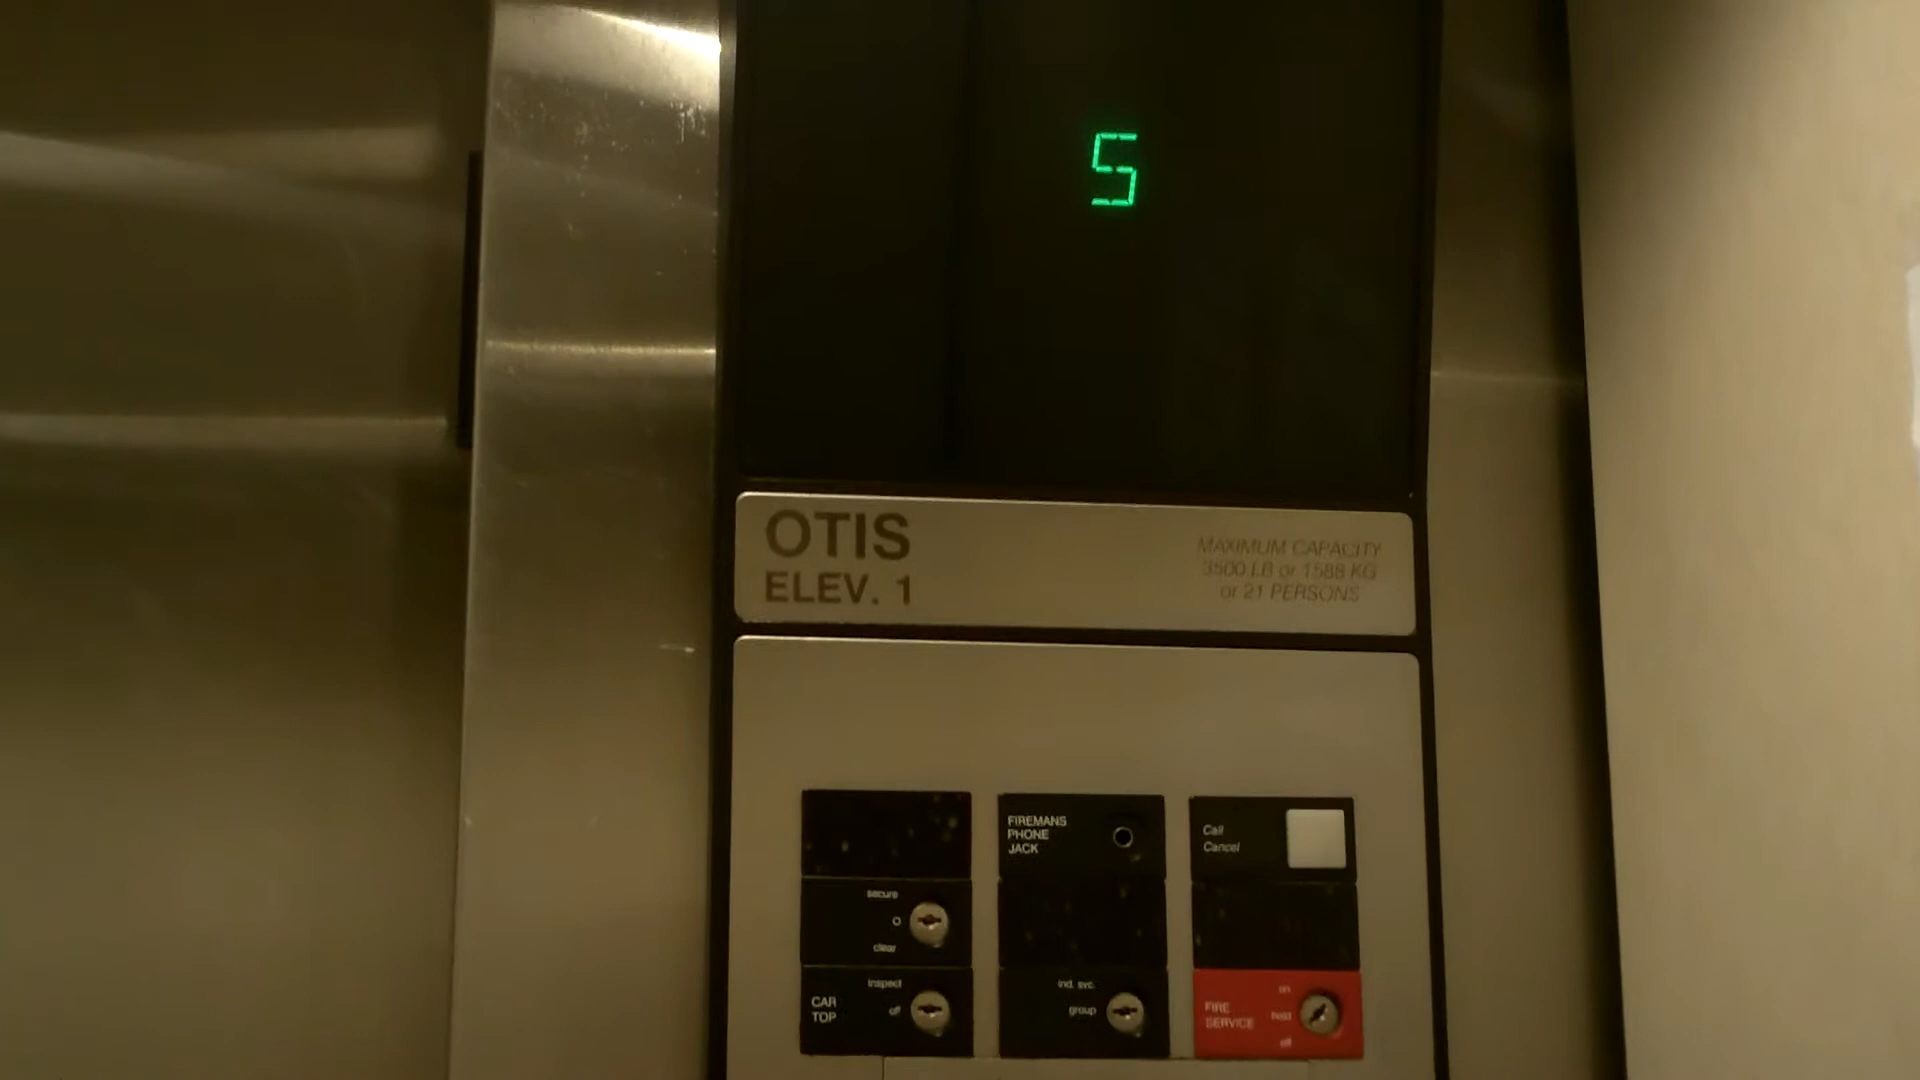 5
OTIS
ELEV. 1
MAXIMUM CAPACITY
3500 LB or 1588 KG
or 21 PERSONS
FIREMANS
PHONE
JACK
Call
Cancel
secure
O
clear
CAR
TOP
inspect
off
ind. svc.
group
FIRE
SERVICE
on
hold
off